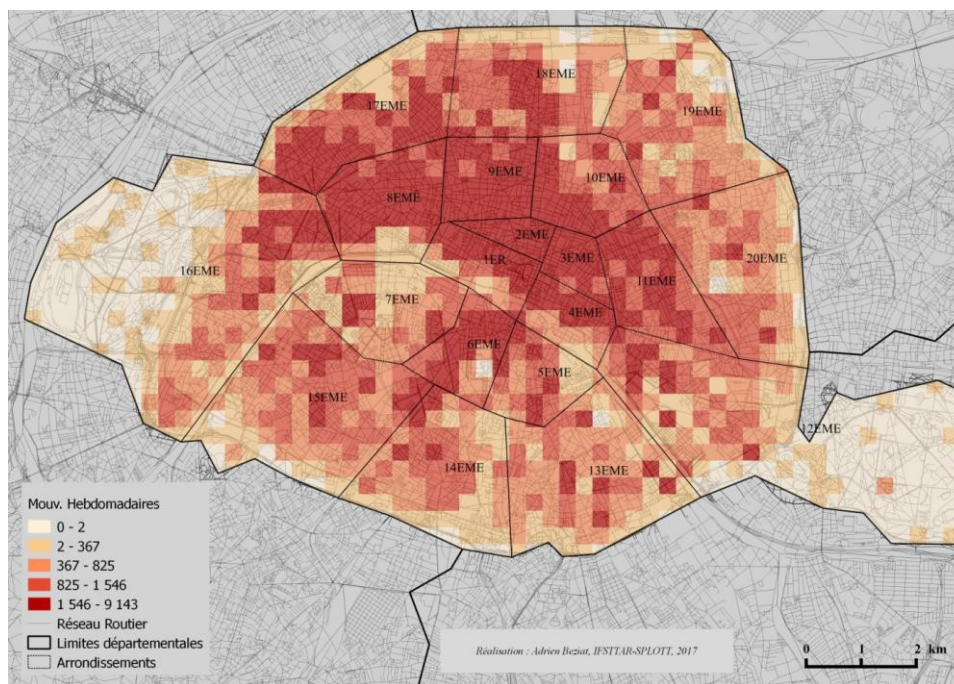 18EME
17EME
19EME
9EME
10EME
8EME
2EME
3EME
1ER
20EME
16EME
11EME
7EME
4EME
6EME
5EME
15EME
12EME
14EME
13EME
Mouv. Hebdomadaires
0 - 2
2 - 367
367 - 825
825 - 1 546
1 546 - 9 143
Réseau Routier
Limites départementales
Arrondissements
Réalisation : Adrien Beziat, IFSTTAR-SPLOTT, 2017
0 1 2 km